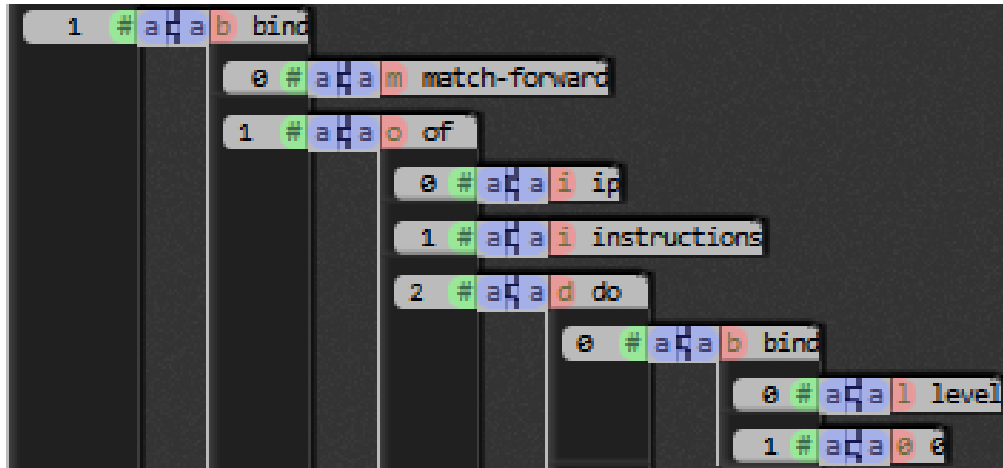 1 # a a b bind
0 # a a m match-forward
1 # a a o of
0 # a a i ip
1 # a a i instructions
2 # a a d do
0 # a a b bind
0 # a a l level
1 # a a 0 0